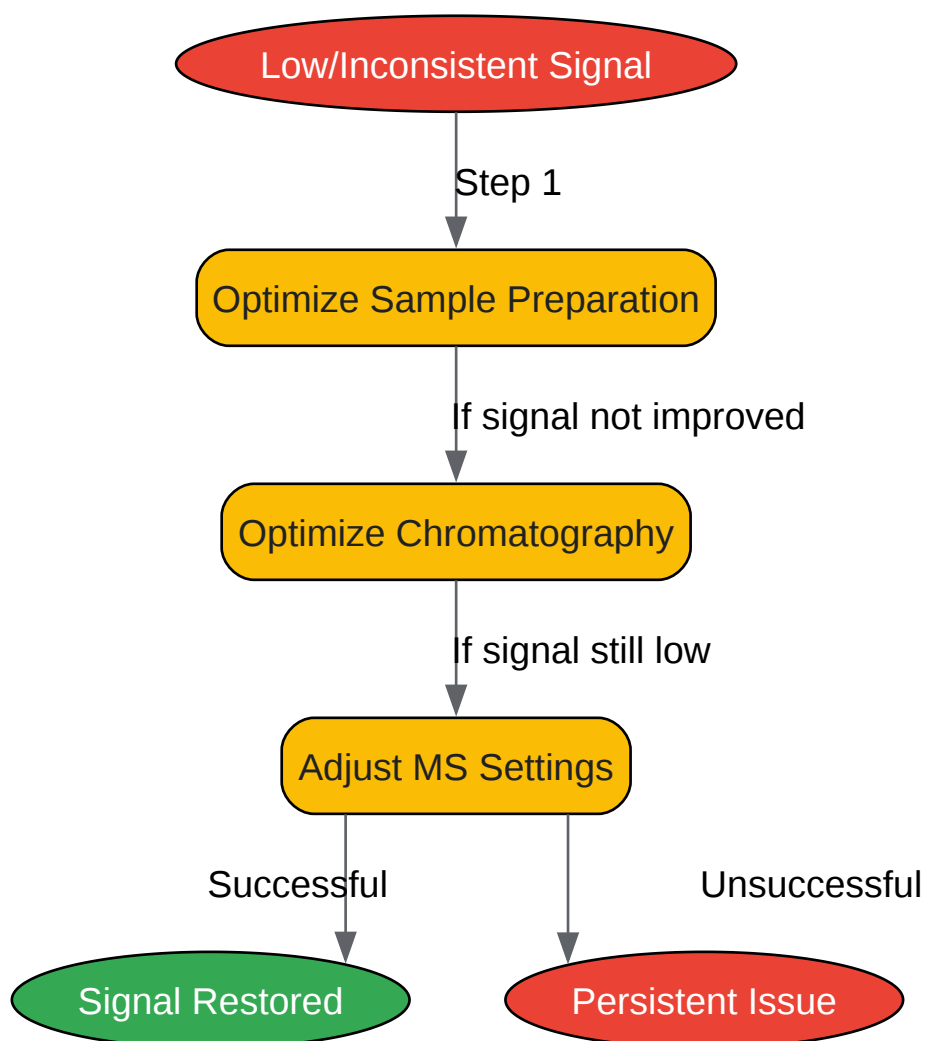 Low/Inconsistent Signal
Step 1
Optimize Sample Preparation
If signal not improved
Optimize Chromatography
If signal still low
Adjust MS Settings
Successful
Unsuccessful
Signal Restored
Persistent Issue